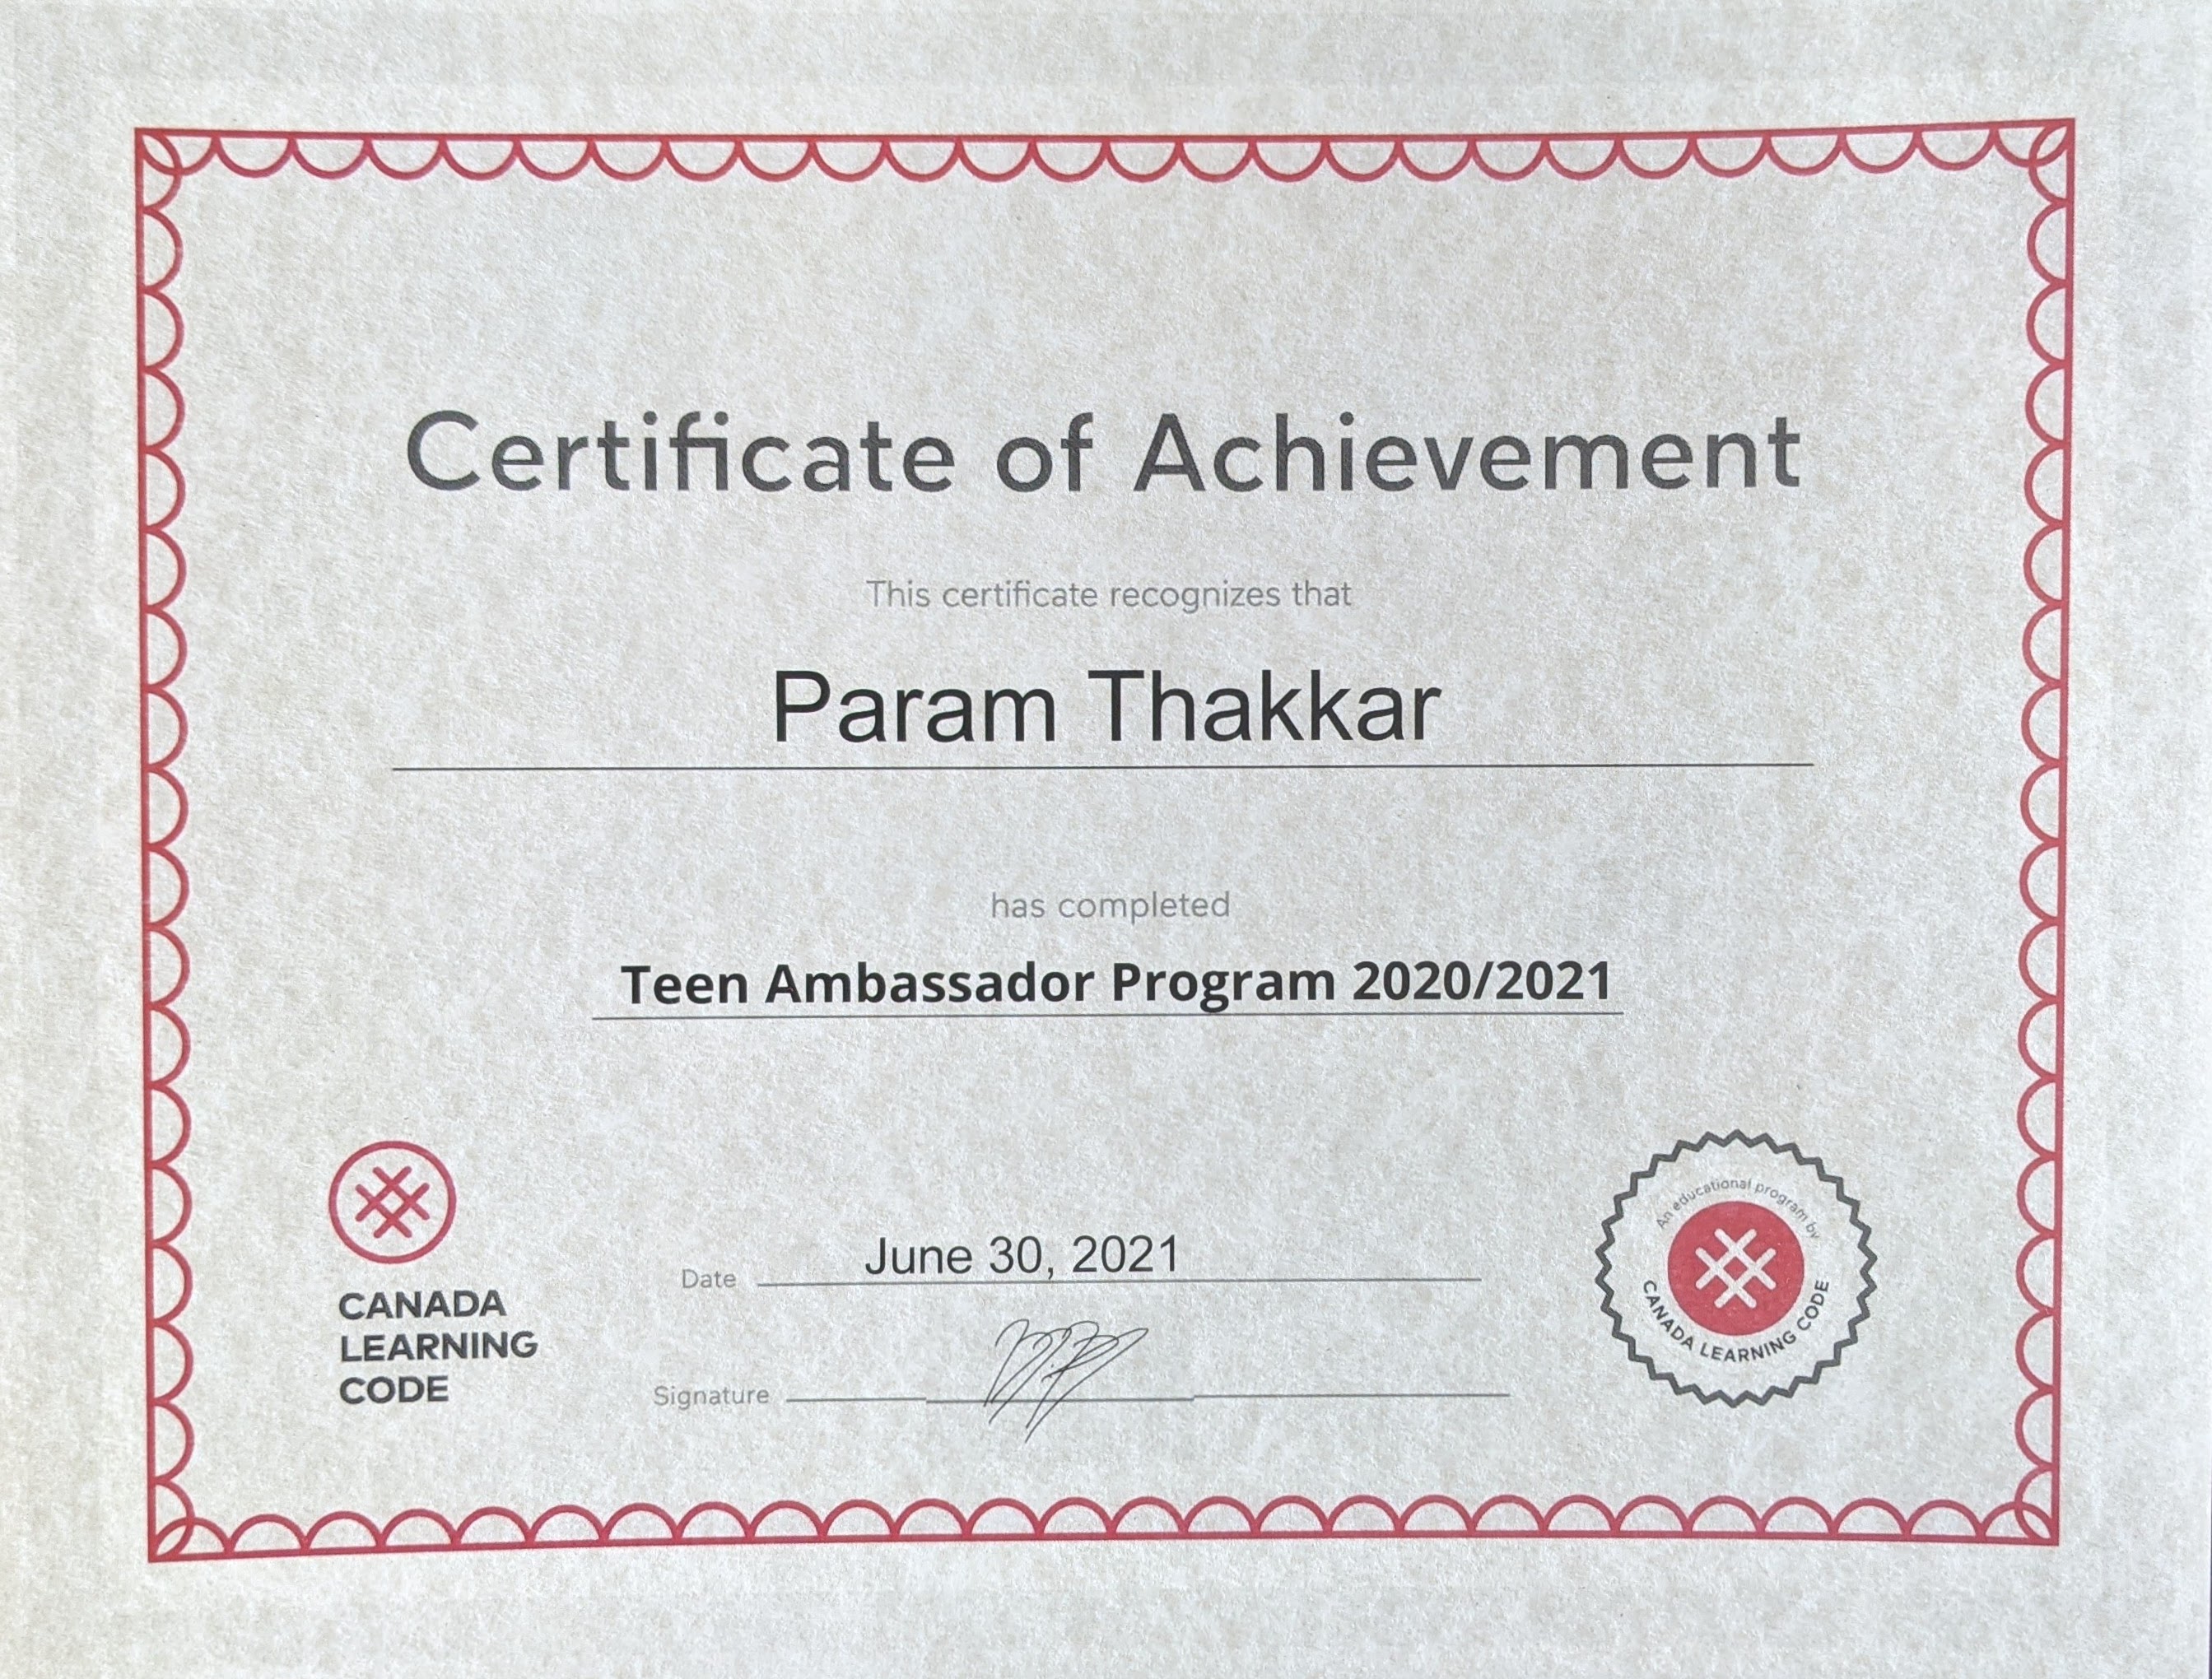 Certificate of Achievement
This certificate recognizes that
Param Thakkar
has completed
Teen Ambassador Program 2020/2021
CANADA
LEARNING
CODE
Date June 30, 2021
Signature
An educational program by
CANADA LEARNING CODE